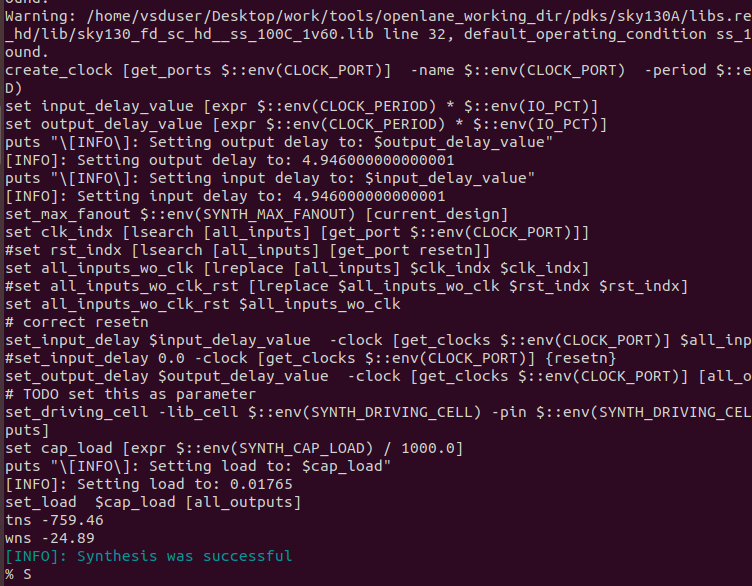 ound.
Warning: /home/vsduser/Desktop/work/tools/openlane_working_dir/pdks/sky130A/libs.re
_hd/lib/sky130_fd_sc_hd__ss_100C_1v60.lib line 32, default_operating_condition ss_1
ound.
create_clock [get_ports $::env(CLOCK_PORT)]  -name $::env(CLOCK_PORT)  -period $::e
D)
set input_delay_value [expr $::env(CLOCK_PERIOD) * $::env(IO_PCT)]
set output_delay_value [expr $::env(CLOCK_PERIOD) * $::env(IO_PCT)]
puts "\[INFO\]: Setting output delay to: $output_delay_value"
[INFO]: Setting output delay to: 4.946000000000001
puts "\[INFO\]: Setting input delay to: $input_delay_value"
[INFO]: Setting input delay to: 4.946000000000001
set_max_fanout $::env(SYNTH_MAX_FANOUT) [current_design]
set clk_indx [lsearch [all_inputs] [get_port $::env(CLOCK_PORT)]]
#set rst_indx [lsearch [all_inputs] [get_port resetn]]
set all_inputs_wo_clk [lreplace [all_inputs] $clk_indx $clk_indx]
#set all_inputs_wo_clk_rst [lreplace $all_inputs_wo_clk $rst_indx $rst_indx]
set all_inputs_wo_clk_rst $all_inputs_wo_clk
# correct resetn
set_input_delay $input_delay_value  -clock [get_clocks $::env(CLOCK_PORT)] $all_inp
#set_input_delay 0.0 -clock [get_clocks $::env(CLOCK_PORT)] {resetn}
set_output_delay $output_delay_value  -clock [get_clocks $::env(CLOCK_PORT)] [all_o
# TODO set this as parameter
set_driving_cell -lib_cell $::env(SYNTH_DRIVING_CELL) -pin $::env(SYNTH_DRIVING_CEL
puts]
set cap_load [expr $::env(SYNTH_CAP_LOAD) / 1000.0]
puts "\[INFO\]: Setting load to: $cap_load"
[INFO]: Setting load to: 0.01765
set_load  $cap_load [all_outputs]
tns -759.46
wns -24.89
[INFO]: Synthesis was successful
% S